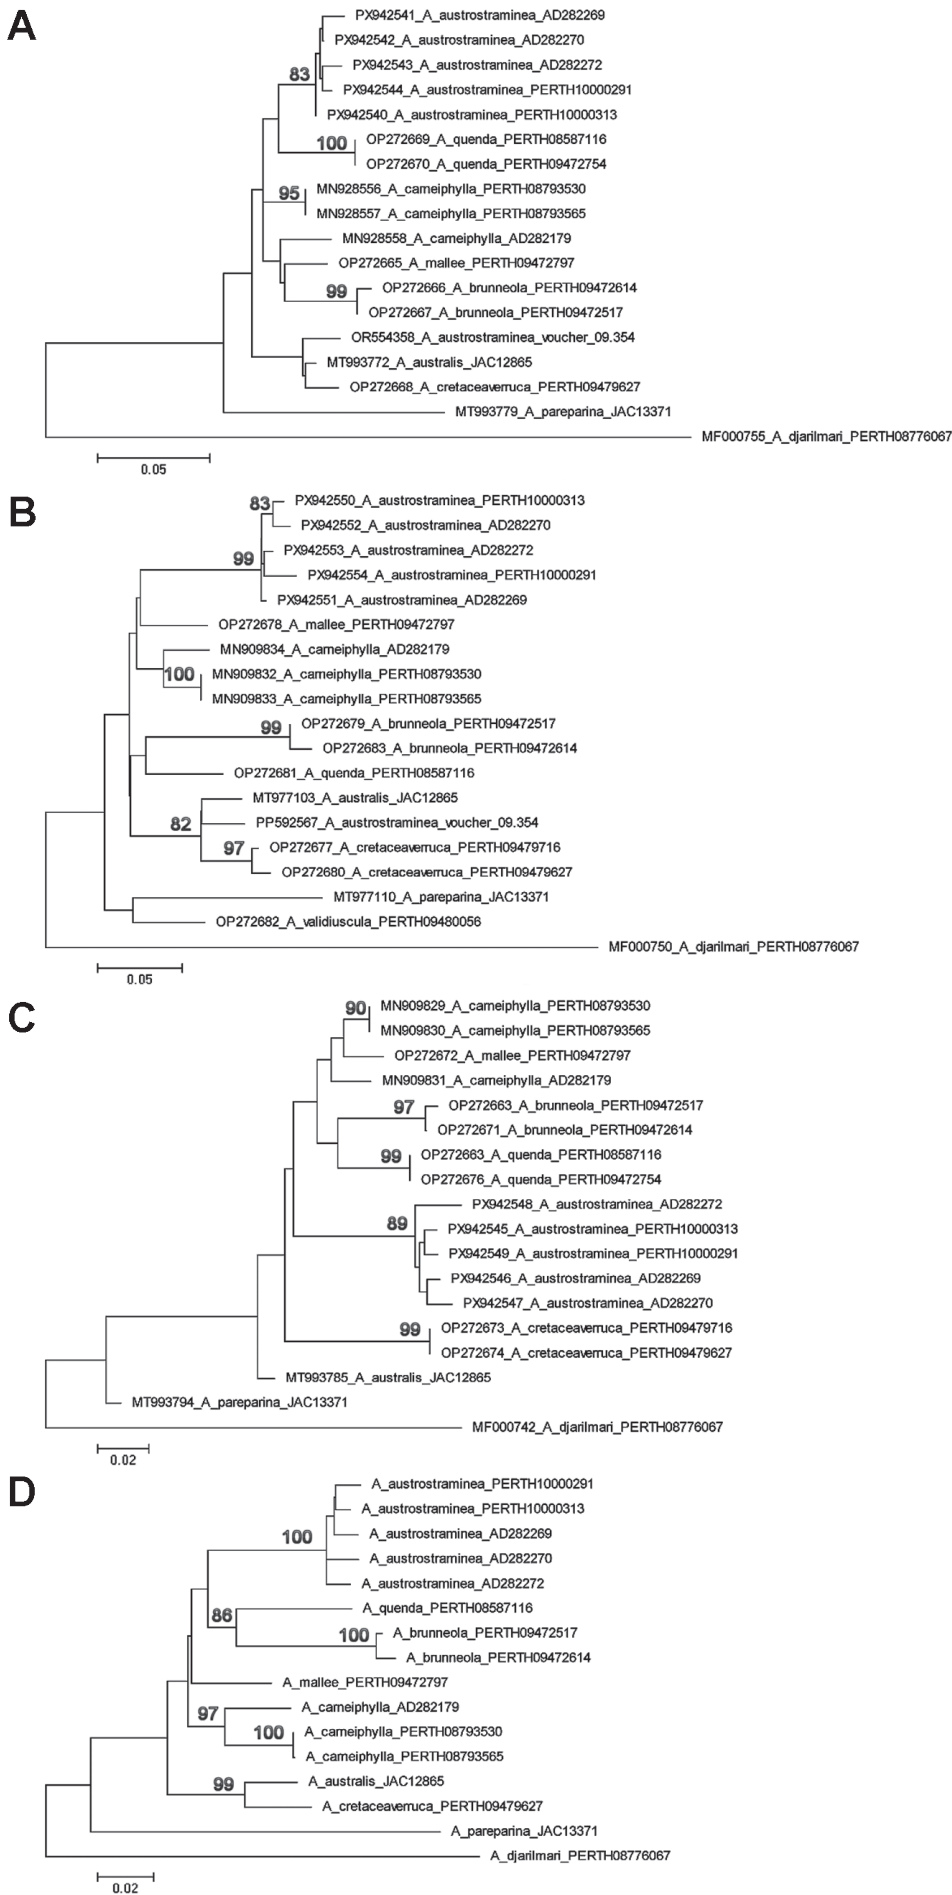 A
PX942541_A_austrostraminea_AD282269
PX942542_A_austrostraminea_AD282270
PX942543_A_austrostraminea_AD282272
83
PX942544_A_austrostraminea_PERTH10000291
PX942540_A_austrostraminea_PERTH10000313
OP272669_A_quenda_PERTH08587116
100
OP272670_A_quenda_PERTH09472754
MN928556_A_carneiphylla_PERTH08793530
95
MN928557_A_carneiphylla_PERTH08793565
MN928558_A_carneiphylla_AD282179
OP272665_A_mallee_PERTH09472797
OP272666_A_brunneola_PERTH09472614
99
OP272667_A_brunneola_PERTH09472517
OR554358_A_austrostraminea_voucher_09.354
MT993772_A_australis_JAC12865
OP272668_A_cretaceaverruca_PERTH09479627
MT993779_A_pareparina_JAC13371
MF000755_A_djarilmari_PERTH08776067
0.05
B
83
PX942550_A_austrostraminea_PERTH10000313
PX942552_A_austrostraminea_AD282270
PX942553_A_austrostraminea_AD282272
99
PX942554_A_austrostraminea_PERTH10000291
PX942551_A_austrostraminea_AD282269
OP272678_A_mallee_PERTH09472797
MN909834_A_carneiphylla_AD282179
100
MN909832_A_carneiphylla_PERTH08793530
MN909833_A_carneiphylla_PERTH08793565
OP272679_A_brunneola_PERTH09472517
99
OP272683_A_brunneola_PERTH09472614
OP272681_A_quenda_PERTH08587116
MT977103_A_australis_JAC12865
82
PP592567_A_austrostraminea_voucher_09.354
97
OP272677_A_cretaceaverruca_PERTH09479716
OP272680_A_cretaceaverruca_PERTH09479627
MT977110_A_pareparina_JAC13371
OP272682_A_validiuscula_PERTH09480056
MF000750_A_djarilmari_PERTH08776067
0.05
C
90
MN909829_A_carneiphylla_PERTH08793530
MN909830_A_carneiphylla_PERTH08793565
OP272672_A_mallee_PERTH09472797
MN909831_A_carneiphylla_AD282179
97
OP272663_A_brunneola_PERTH09472517
OP272671_A_brunneola_PERTH09472614
99
OP272663_A_quenda_PERTH08587116
OP272676_A_quenda_PERTH09472754
PX942548_A_austrostraminea_AD282272
89
PX942545_A_austrostraminea_PERTH10000313
PX942549_A_austrostraminea_PERTH10000291
PX942546_A_austrostraminea_AD282269
PX942547_A_austrostraminea_AD282270
99
OP272673_A_cretaceaverruca_PERTH09479716
OP272674_A_cretaceaverruca_PERTH09479627
MT993785_A_australis_JAC12865
MT993794_A_pareparina_JAC13371
MF000742_A_djarilmari_PERTH08776067
0.02
D
A_austrostraminea_PERTH10000291
A_austrostraminea_PERTH10000313
100
A_austrostraminea_AD282269
A_austrostraminea_AD282270
A_austrostraminea_AD282272
86
A_quenda_PERTH08587116
100
A_brunneola_PERTH09472517
A_brunneola_PERTH09472614
A_mallee_PERTH09472797
97
A_carneiphylla_AD282179
100
A_carneiphylla_PERTH08793530
A_carneiphylla_PERTH08793565
99
A_australis_JAC12865
A_cretaceaverruca_PERTH09479627
A_pareparina_JAC13371
A_djarilmari_PERTH08776067
0.02